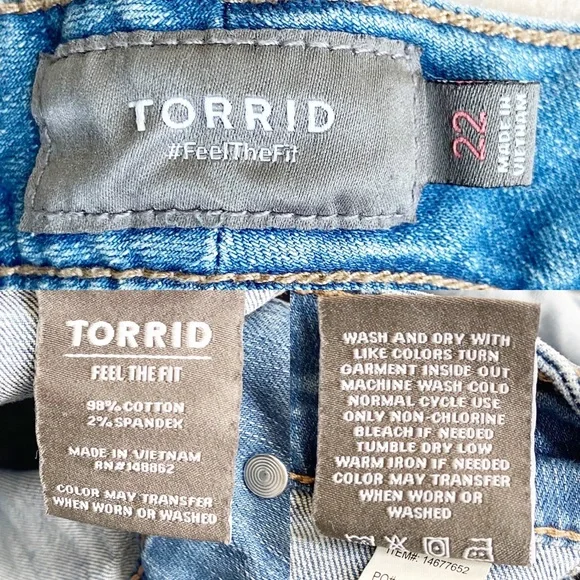 TORRID
#FeelTheFit
22
MADE IN
VIETNAM
TORRID
FEEL THE FIT
98% COTTON
2% SPANDEX
MADE IN VIETNAM
RN#148862
COLOR MAY TRANSFER
WHEN WORN OR WASHED
WASH AND DRY WITH
LIKE COLORS TURN
GARMENT INSIDE OUT
MACHINE WASH COLD
NORMAL CYCLE USE
ONLY NON-CHLORINE
BLEACH IF NEEDED
TUMBLE DRY LOW
WARM IRON IF NEEDED
COLOR MAY TRANSFER
WHEN WORN OR
WASHED
ITEM#: 14677652
PO#